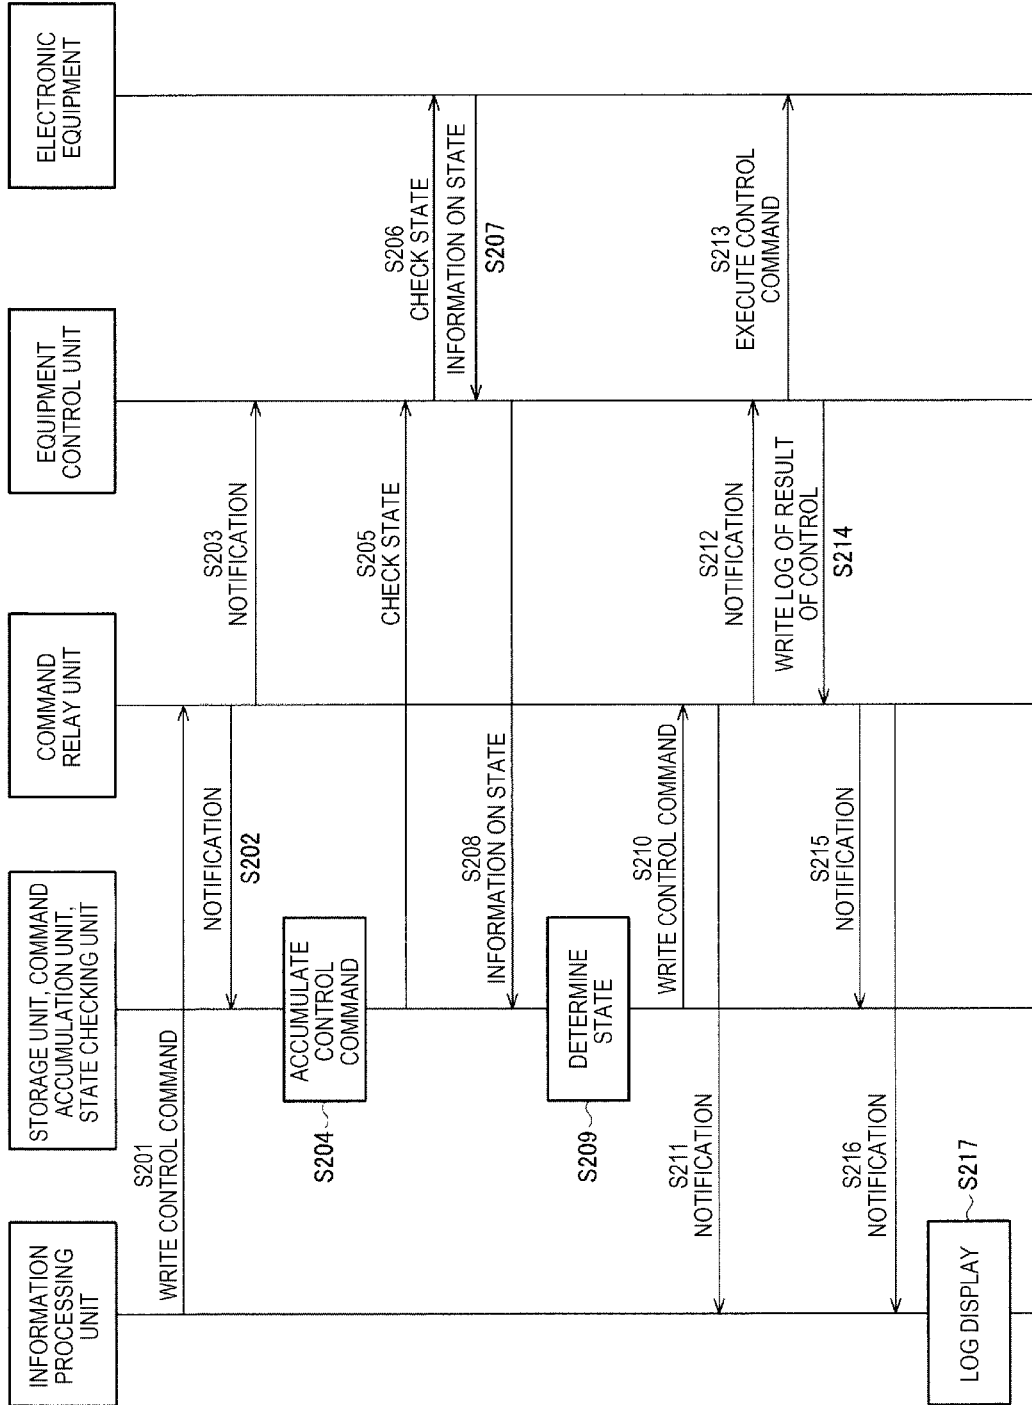 INFORMATION
PROCESSING
UNIT
STORAGE UNIT, COMMAND
ACCUMULATION UNIT,
STATE CHECKING UNIT
COMMAND
RELAY UNIT
EQUIPMENT
CONTROL UNIT
ELECTRONIC
EQUIPMENT
S201
WRITE CONTROL COMMAND
NOTIFICATION
S202
S203
NOTIFICATION
ACCUMULATE
CONTROL
COMMAND
S204
S205
CHECK STATE
S206
CHECK STATE
INFORMATION ON STATE
S207
S208
INFORMATION ON STATE
DETERMINE
STATE
S209
S210
WRITE CONTROL COMMAND
S211
NOTIFICATION
S212
NOTIFICATION
S213
EXECUTE CONTROL
COMMAND
WRITE LOG OF RESULT
OF CONTROL
S214
S215
NOTIFICATION
S216
NOTIFICATION
LOG DISPLAY
S217